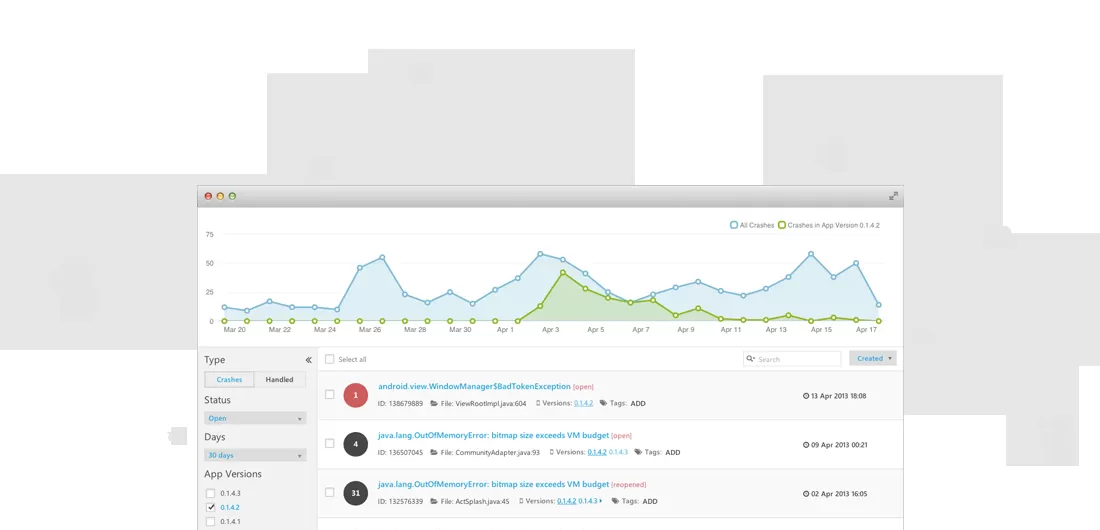 All Crashes Crashes in App Version 0.1.4.2
75
50
25
0
Mar 20 Mar 22 Mar 24 Mar 26 Mar 28 Mar 30 Apr 1 Apr 3 Apr 5 Apr 7 Apr 9 Apr 11 Apr 13 Apr 15 Apr 17
Type
Crashes Handled
Status
Open
Days
30 days
App Versions
0.1.4.3
0.1.4.2
0.1.4.1
Select all Search Created
1 android.view.WindowManager$BadTokenException [open]
ID: 138679889 File: ViewRootImpl.java:604 Versions: 0.1.4.2 Tags: ADD 13 Apr 2013 18:08
4 java.lang.OutOfMemoryError: bitmap size exceeds VM budget [open]
ID: 136507045 File: CommunityAdapter.java:93 Versions: 0.1.4.2 0.1.4.3 Tags: ADD 09 Apr 2013 00:21
31 java.lang.OutOfMemoryError: bitmap size exceeds VM budget [reopened]
ID: 132576339 File: ActSplash.java:45 Versions: 0.1.4.2 0.1.4.3 Tags: ADD 02 Apr 2013 16:05